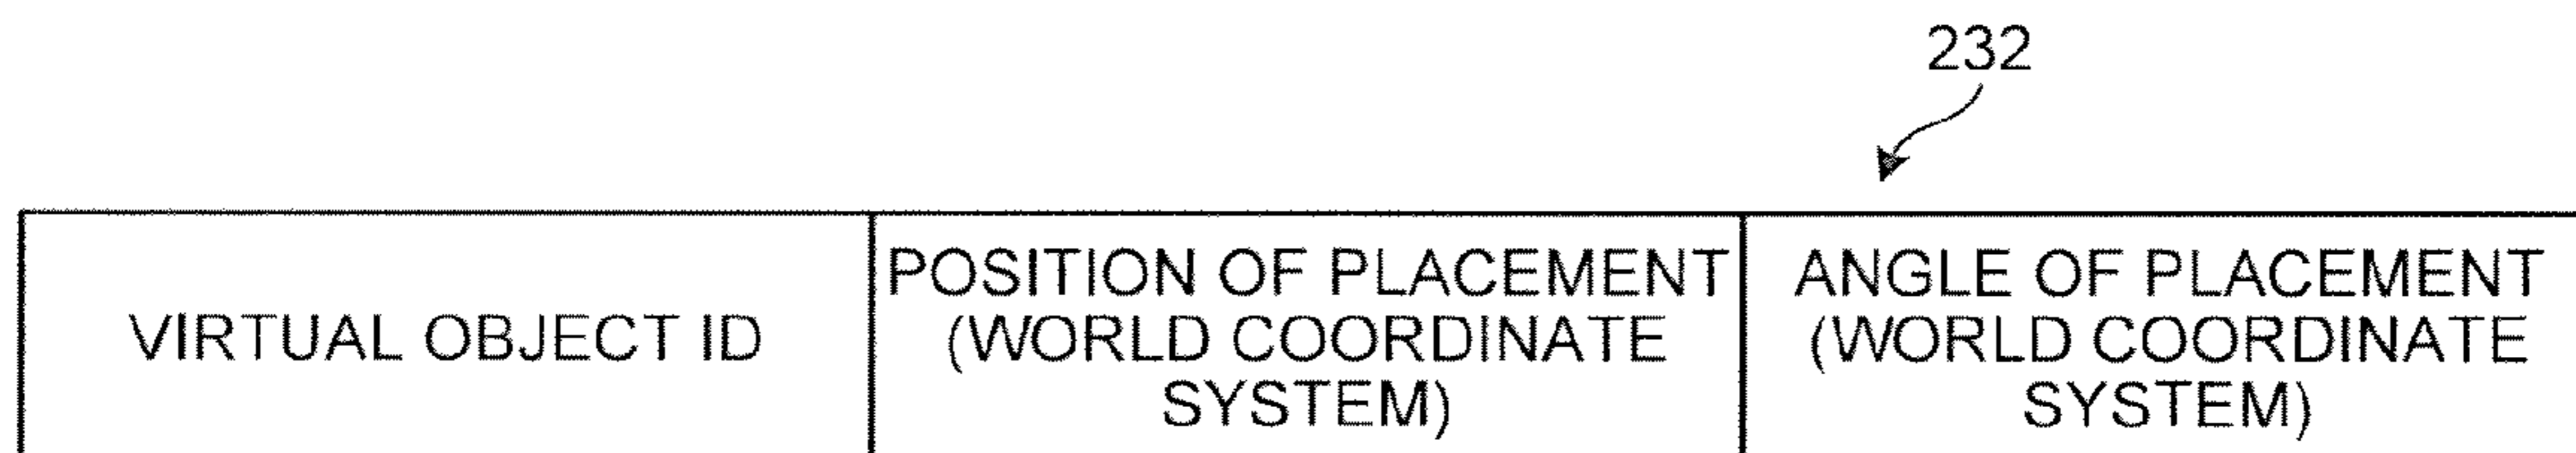 232
VIRTUAL OBJECT ID
POSITION OF PLACEMENT
(WORLD COORDINATE
SYSTEM)
ANGLE OF PLACEMENT
(WORLD COORDINATE
SYSTEM)